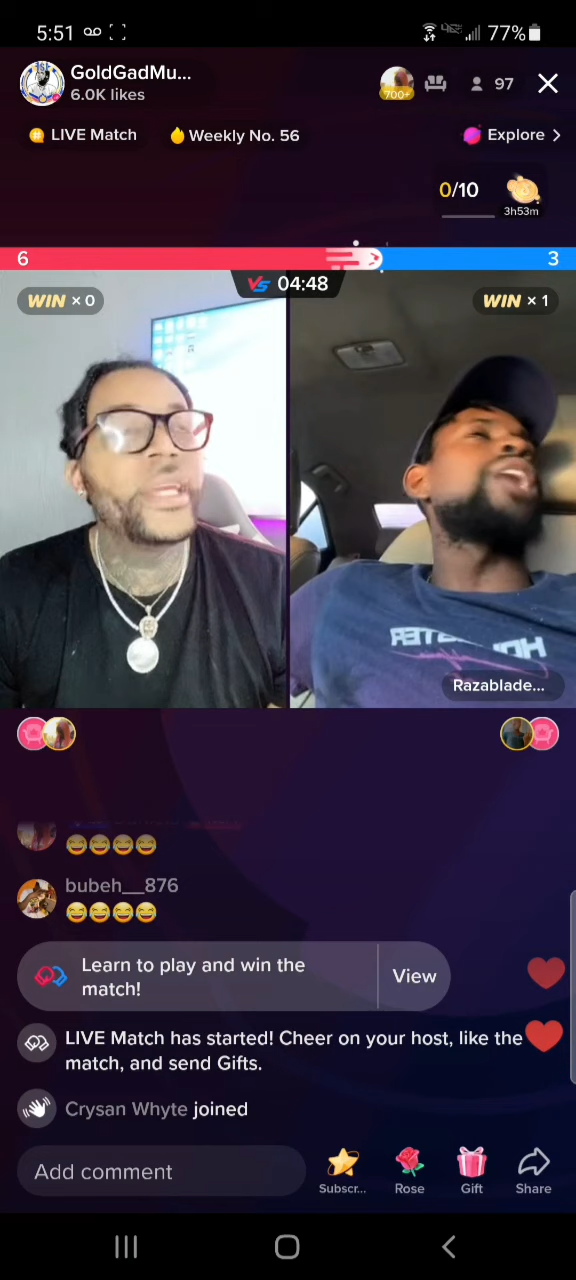 5:51
77%
GoldGadMu...
6.0K likes
700+
97
LIVE Match
Weekly No. 56
Explore
0/10
3h53m
6
3
VS 04:48
WIN x 0
WIN x 1
Razablade...
😂😂😂😂
bubeh__876
😂😂😂😂
Learn to play and win the
match!
View
LIVE Match has started! Cheer on your host, like the
match, and send Gifts.
Crysan Whyte joined
Add comment
Subscr...
Rose
Gift
Share